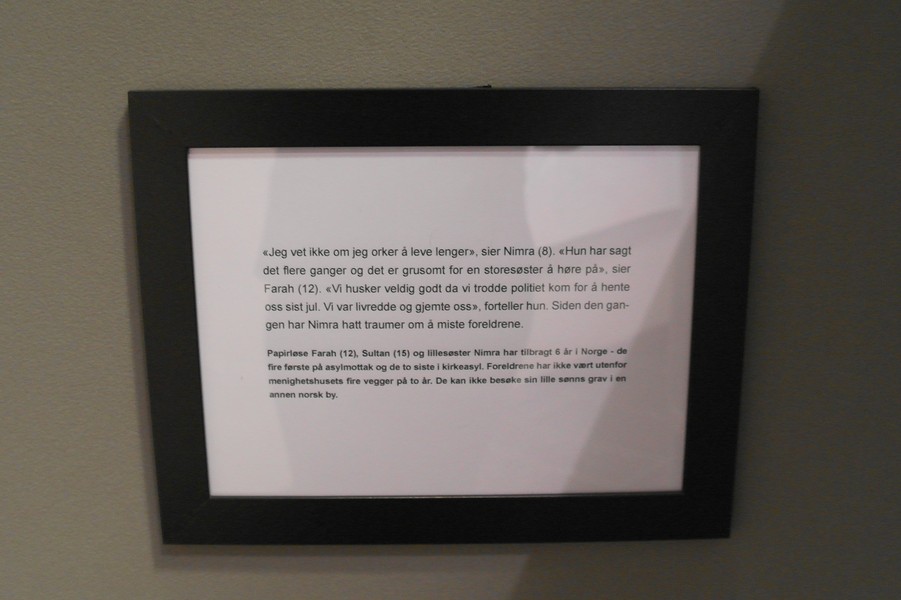 «Jeg vet ikke om jeg orker å leve lenger», sier Nimra (8). «Hun har sagt
det flere ganger og det er grusomt for en storesøster å høre på», sier
Farah (12). «Vi husker veldig godt da vi trodde politiet kom for å hente
oss sist jul. Vi var livredde og gjemte oss», forteller hun. Siden den gan-
gen har Nimra hatt traumer om å miste foreldrene.
Papirløse Farah (12), Sultan (15) og lillesøster Nimra har tilbragt 6 år i Norge - de
fire første på asylmottak og de to siste i kirkeasyl. Foreldrene har ikke vært utenfor
menighetshusets fire vegger på to år. De kan ikke besøke sin lille sønns grav i en
annen norsk by.